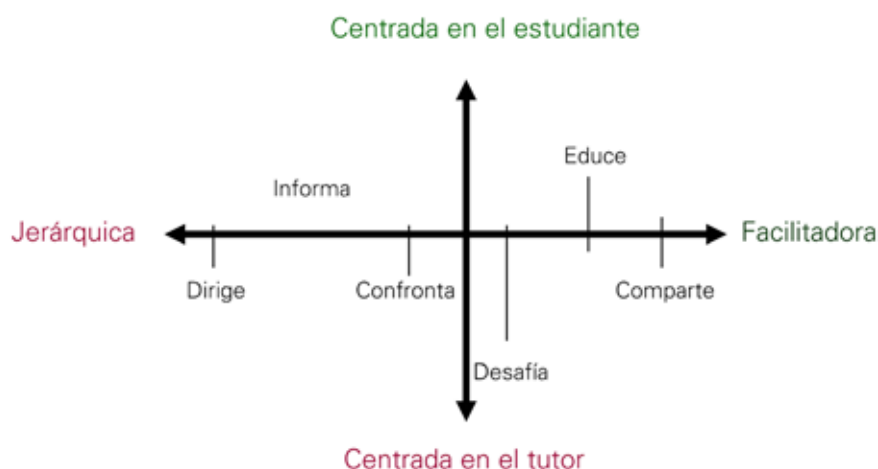 Centrada en el estudiante
Educe
Informa
Jerárquica
Facilitadora
Dirige
Confronta
Comparte
Desafía
Centrada en el tutor